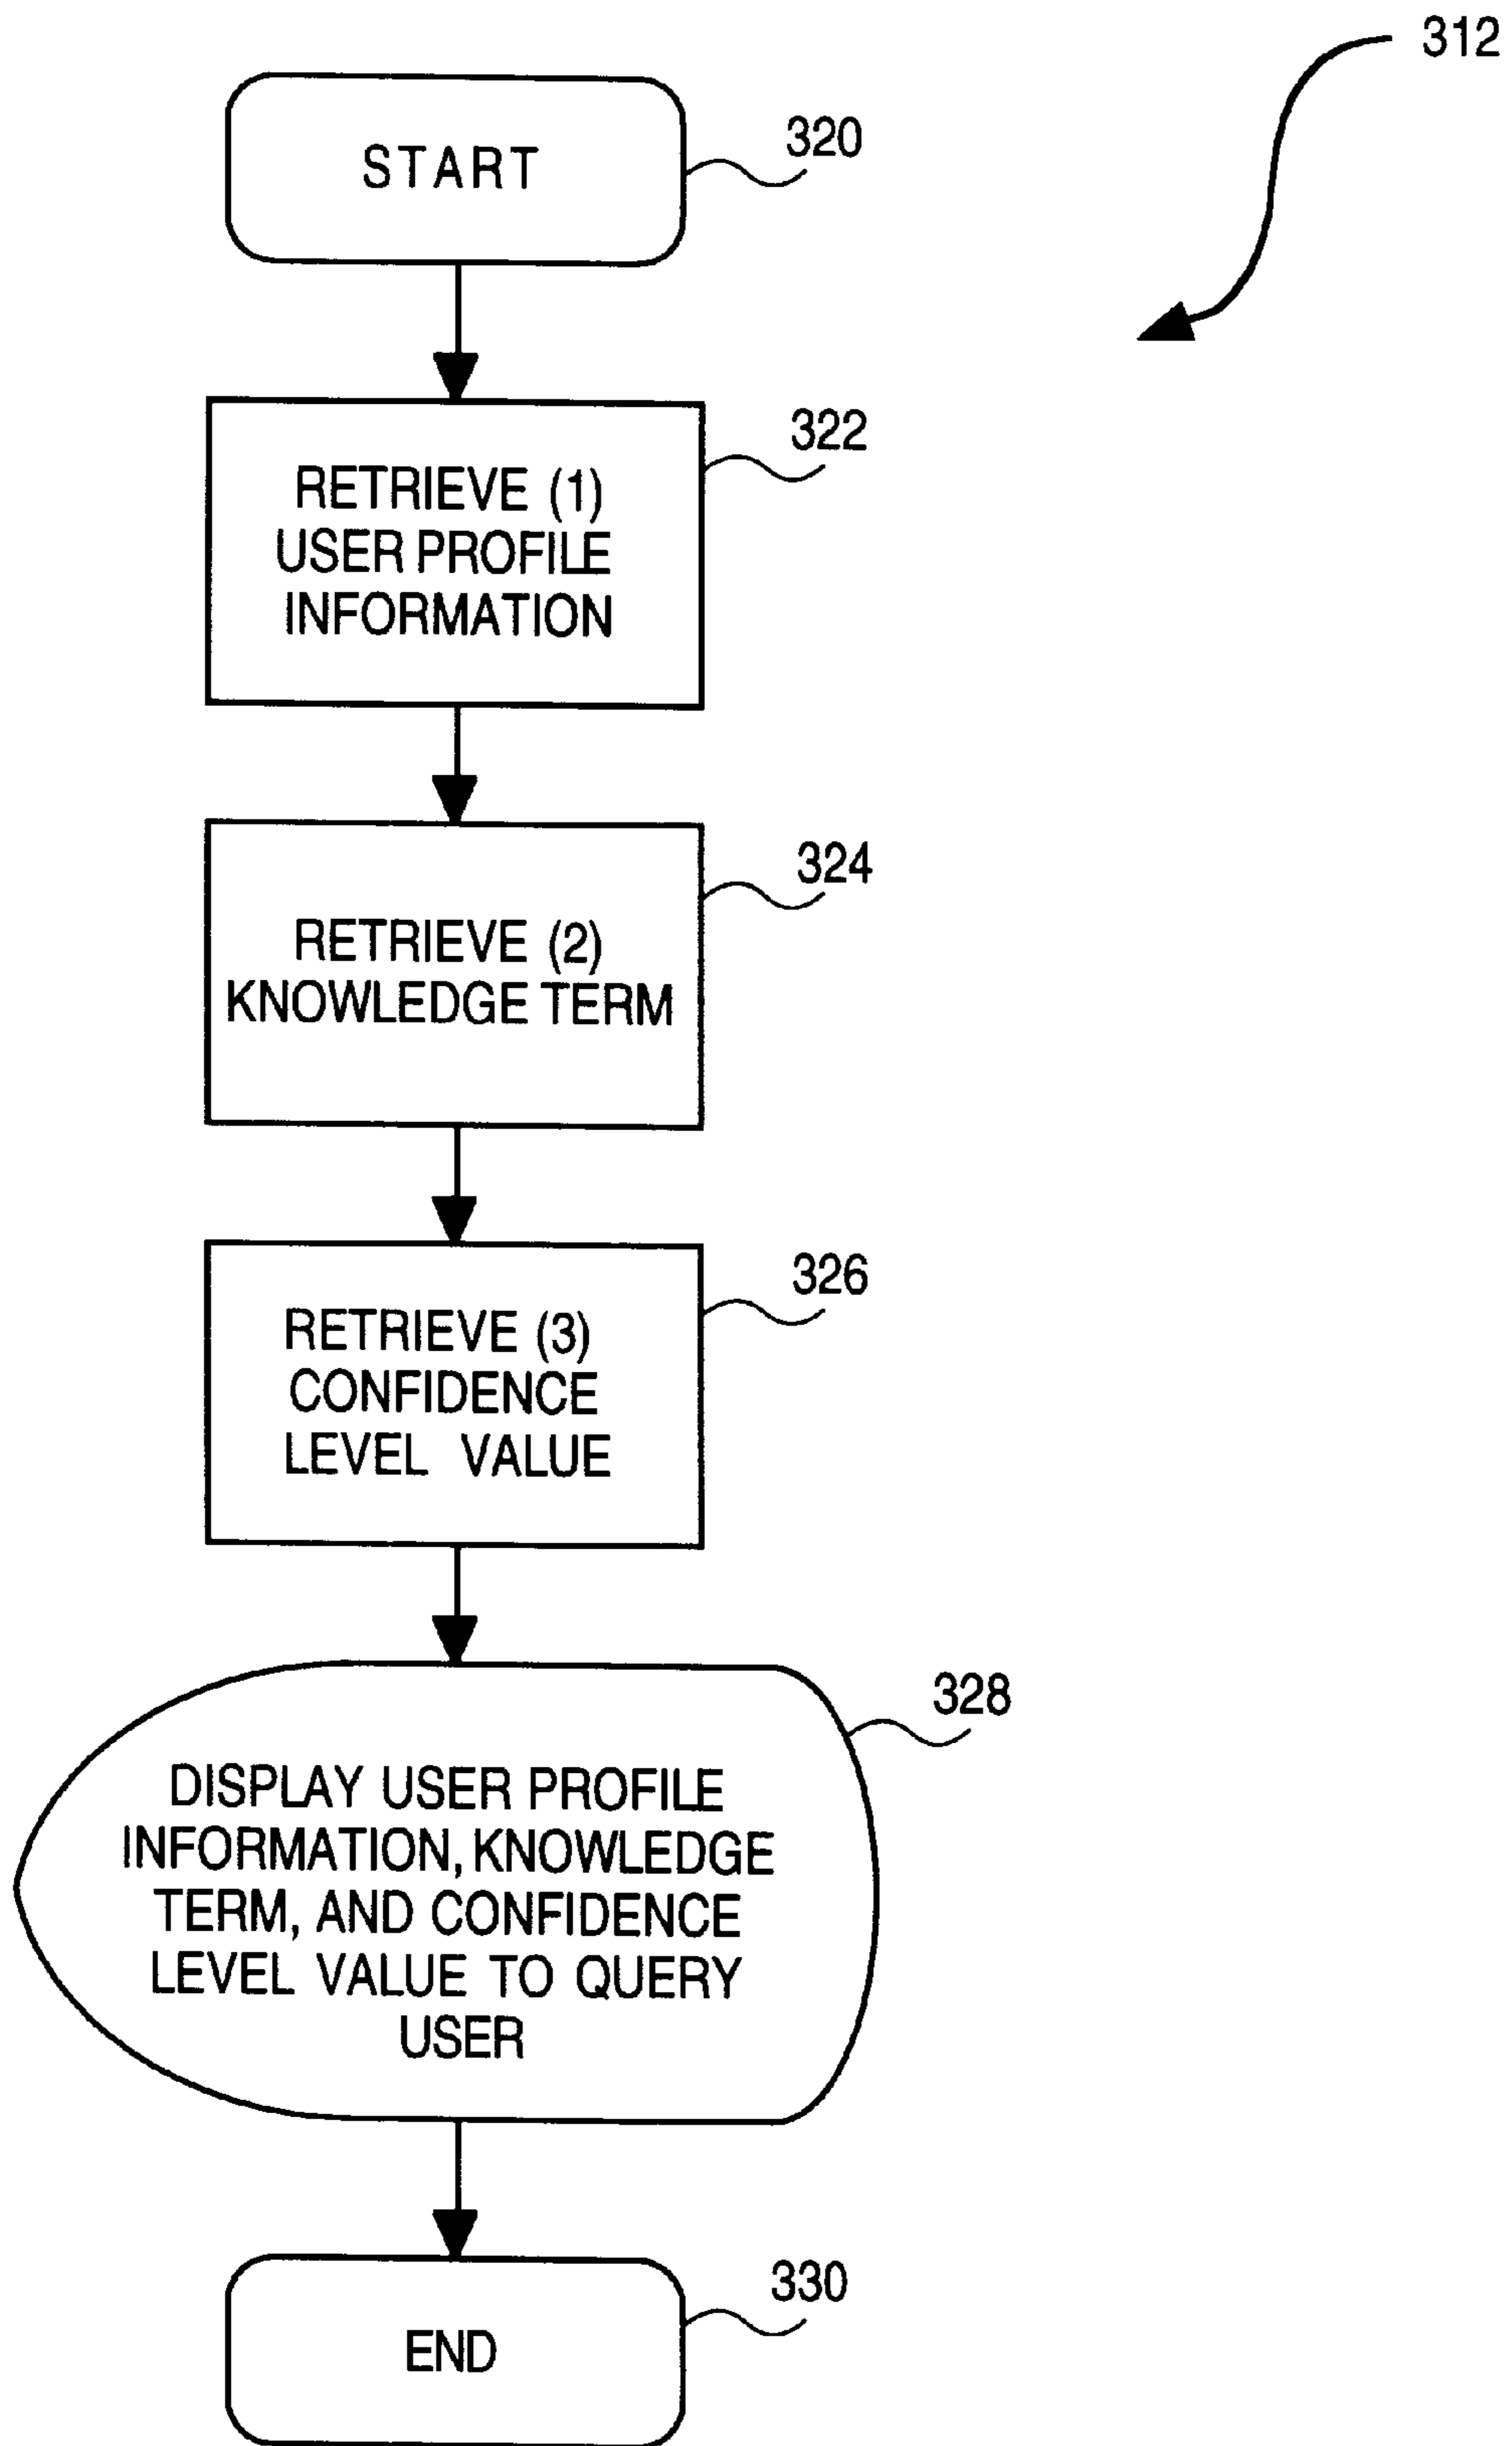 312
START
320
RETRIEVE (1)
USER PROFILE
INFORMATION
322
RETRIEVE (2)
KNOWLEDGE TERM
324
RETRIEVE (3)
CONFIDENCE
LEVEL VALUE
326
DISPLAY USER PROFILE
INFORMATION, KNOWLEDGE
TERM, AND CONFIDENCE
LEVEL VALUE TO QUERY
USER
328
END
330